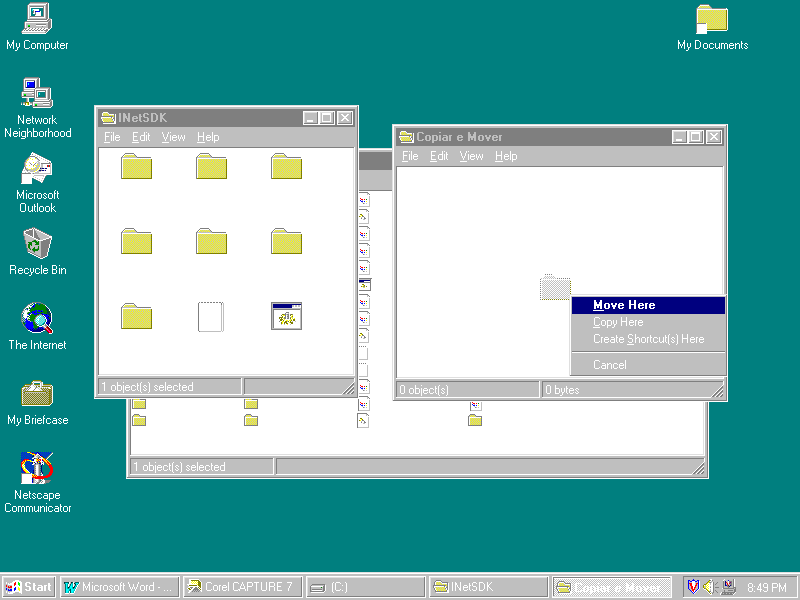 My Computer
My Documents
Network
Neighborhood
Microsoft
Outlook
Recycle Bin
The Internet
My Briefcase
Netscape
Communicator
INetSDK
File Edit View Help
1 object(s) selected
Copiar e Mover
File Edit View Help
Move Here
Copy Here
Create Shortcut(s) Here
Cancel
0 object(s) 0 bytes
1 object(s) selected
Start Microsoft Word - ... Corel CAPTURE 7 (C:) INetSDK Copiar e Mover 8:49 PM